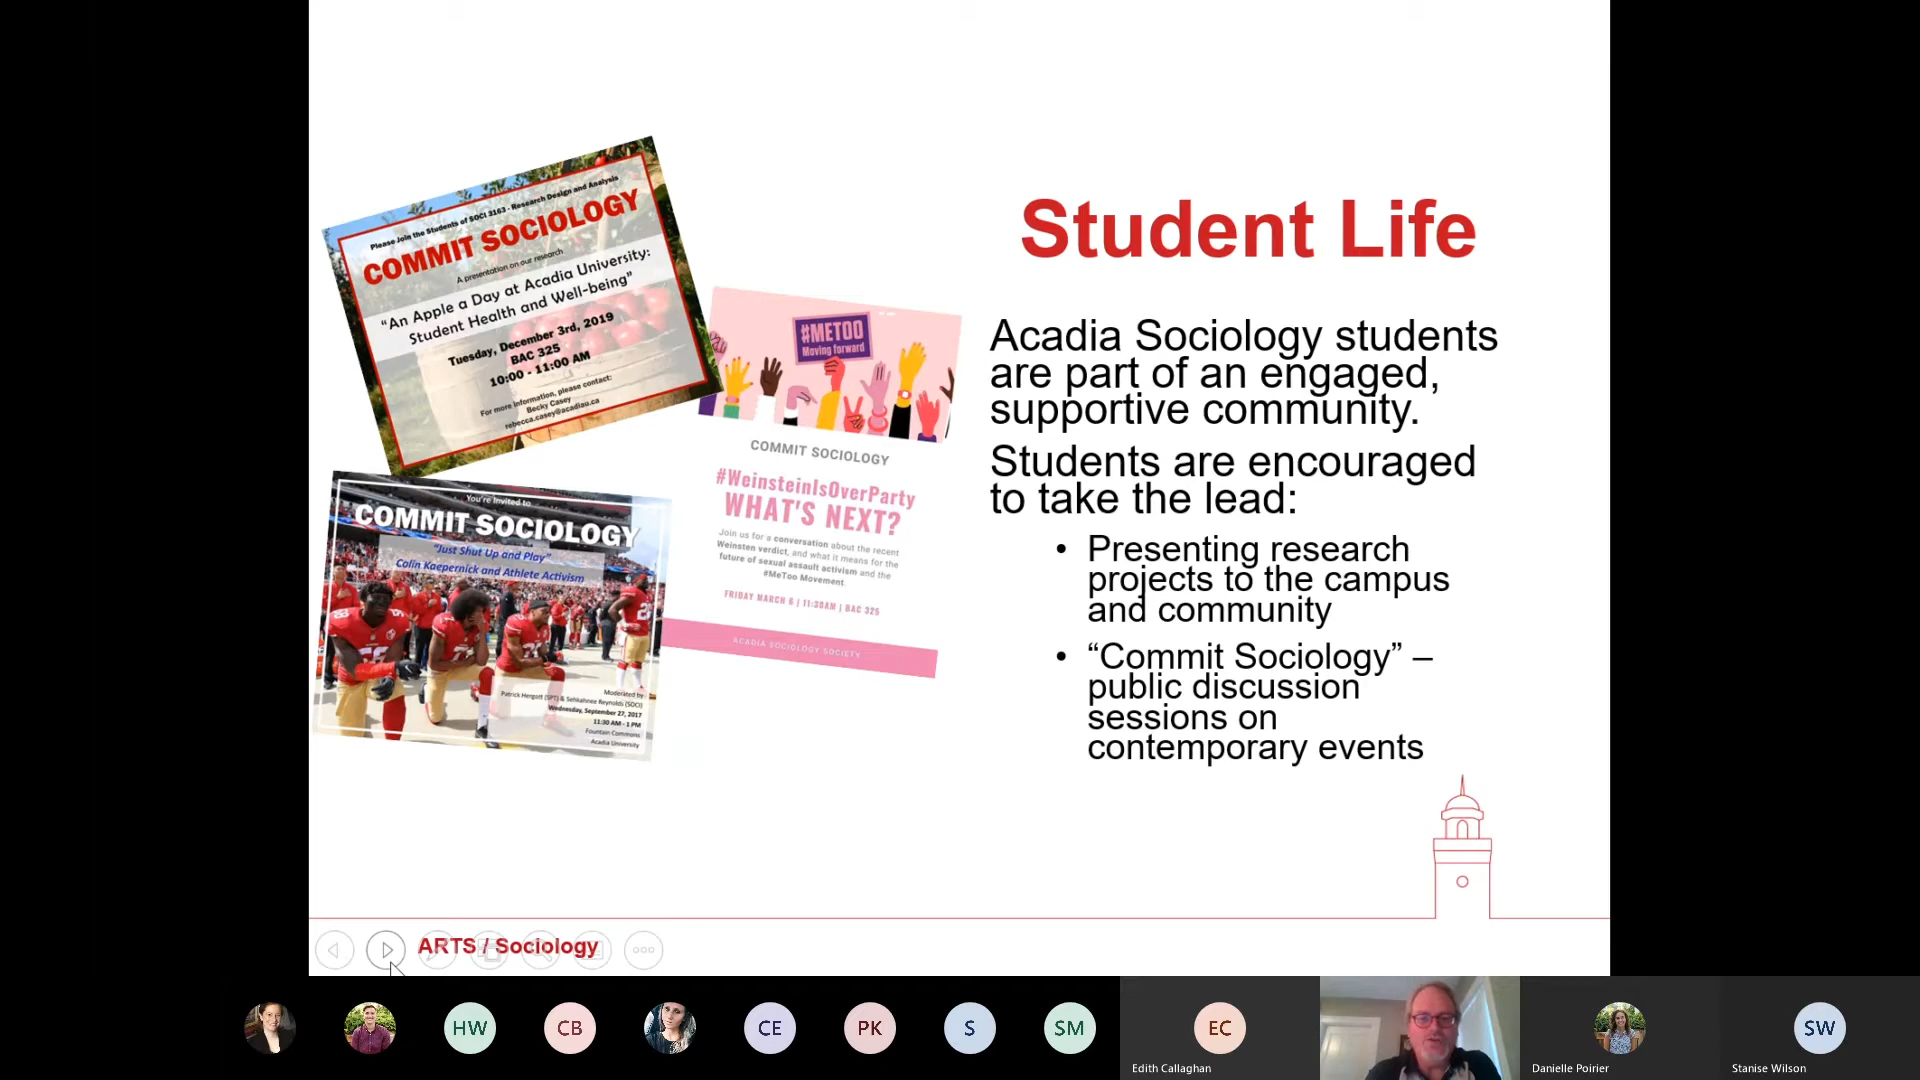 Please Join the Students of SOCI 3163 - Research Design and Analysis
COMMIT SOCIOLOGY
A presentation on our research
“An Apple a Day at Acadia University:
Student Health and Well-being”
Tuesday, December 3rd, 2019
BAC 325
10:00 - 11:00 AM
For more information, please contact:
Becky Casey
rebecca.casey@acadiau.ca
#METOO
Moving forward
COMMIT SOCIOLOGY
#WeinsteinIsOverParty
WHAT'S NEXT?
Join us for a conversation about the recent
Weinsten verdict, and what it means for the
future of sexual assault activism and the
#MeToo Movement
FRIDAY MARCH 6 | 11:30AM | BAC 325
ACADIA SOCIOLOGY SOCIETY
You're Invited to
COMMIT SOCIOLOGY
"Just Shut Up and Play"
Colin Kaepernick and Athlete Activism
Moderated by
Patrick Hergott (SPT) & Sehkahnee Reynolds (SOCI)
Wednesday, September 27, 2017
11:30 AM - 1 PM
Fountain Commons
Acadia University
Student Life
Acadia Sociology students
are part of an engaged,
supportive community.
Students are encouraged
to take the lead:
• Presenting research
projects to the campus
and community
• “Commit Sociology” –
public discussion
sessions on
contemporary events
ARTS / Sociology
HW
CB
CE
PK
S
SM
EC
SW
Edith Callaghan
Danielle Poirier
Stanise Wilson